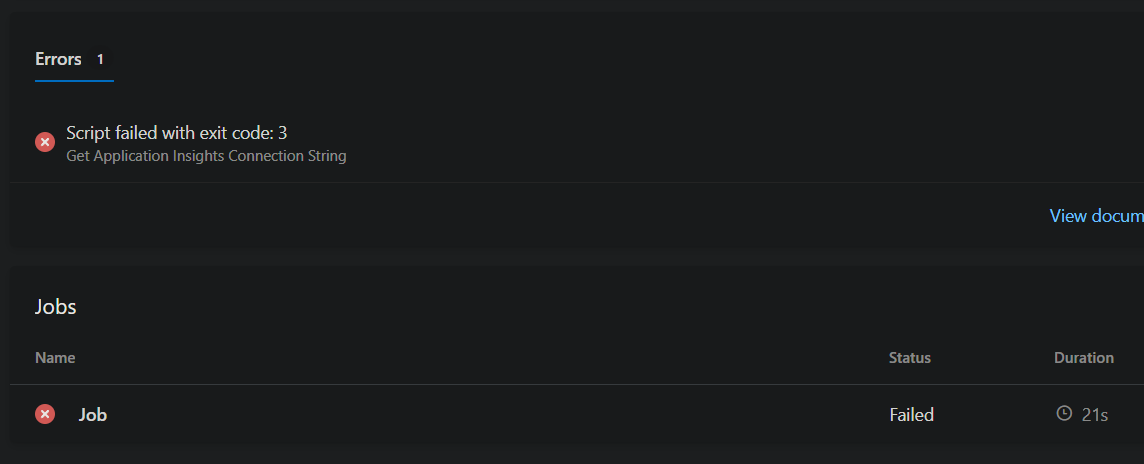 Errors 1
Script failed with exit code: 3
Get Application Insights Connection String
View docum
Jobs
Name Status Duration
Job Failed 21s